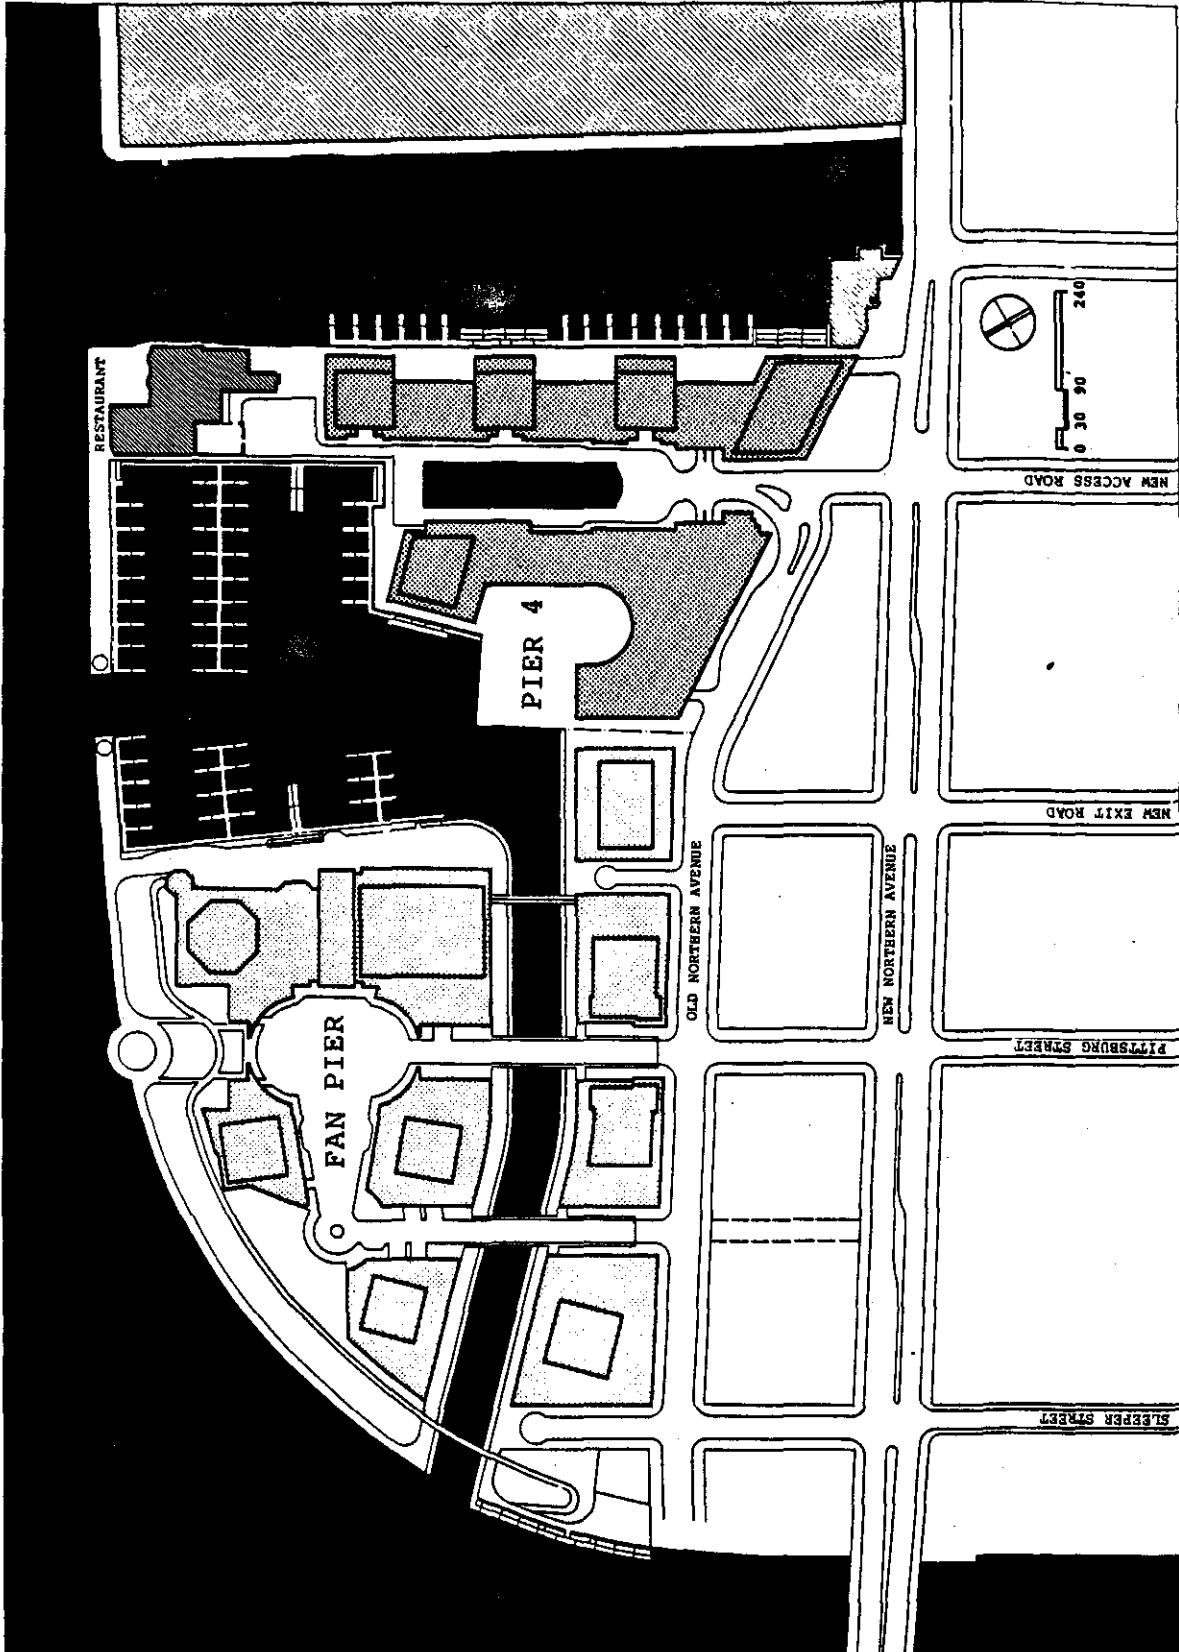 RESTAURANT
0 30 90 240
NEW ACCESS ROAD
PIER 4
NEW EXIT ROAD
OLD NORTHERN AVENUE
NEW NORTHERN AVENUE
FAN PIER
PITTSBURG STREET
SLEEPER STREET